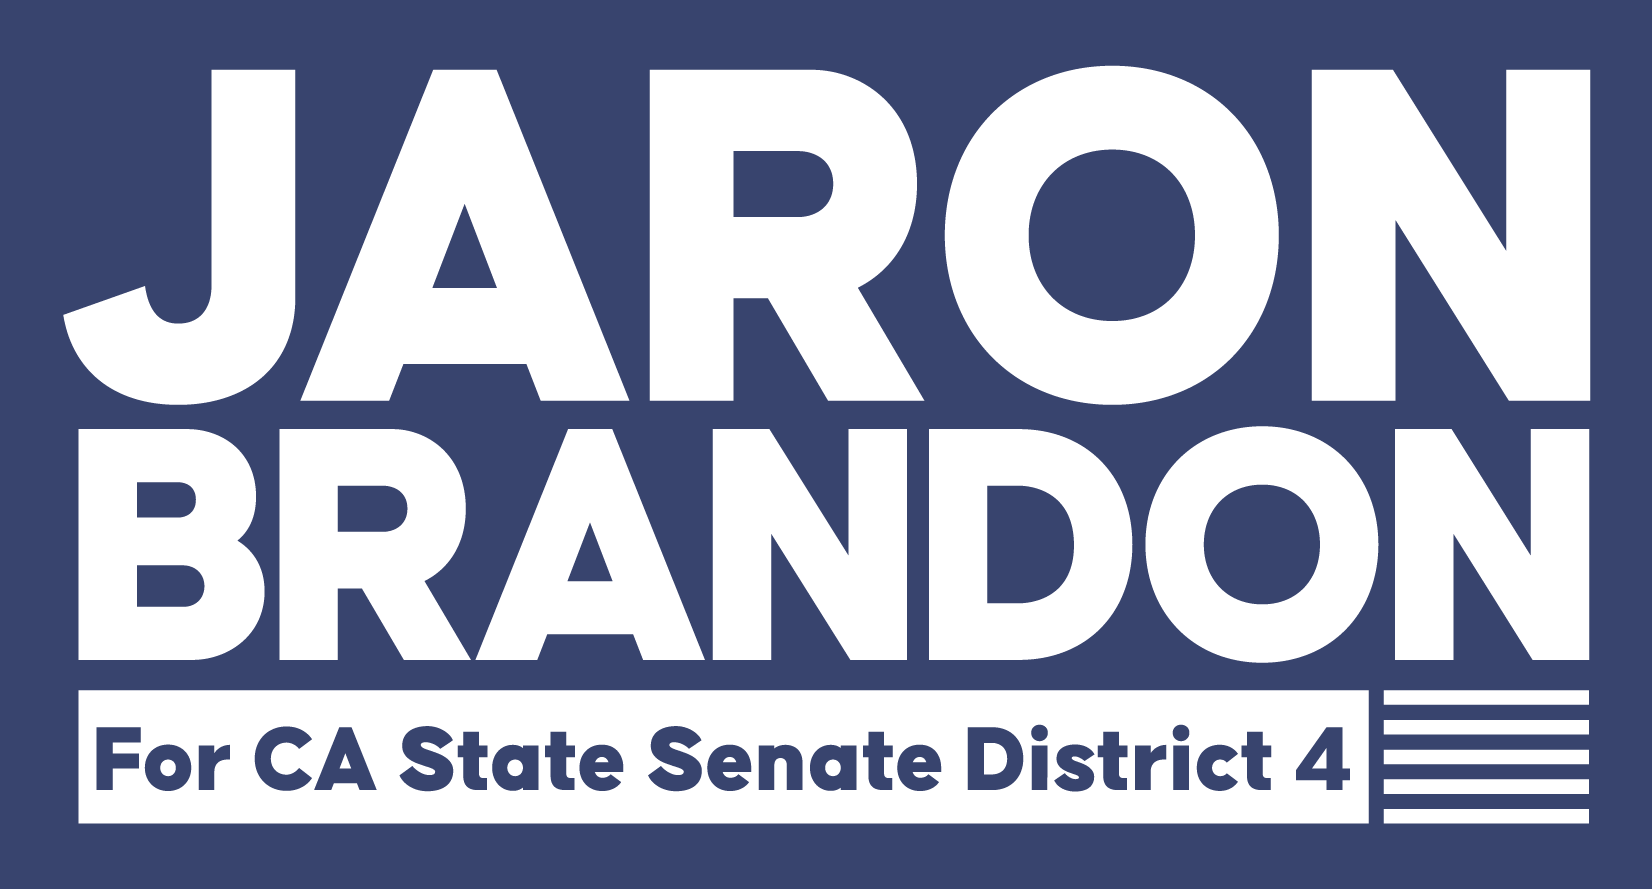 JARON
BRANDON
For CA State Senate District 4